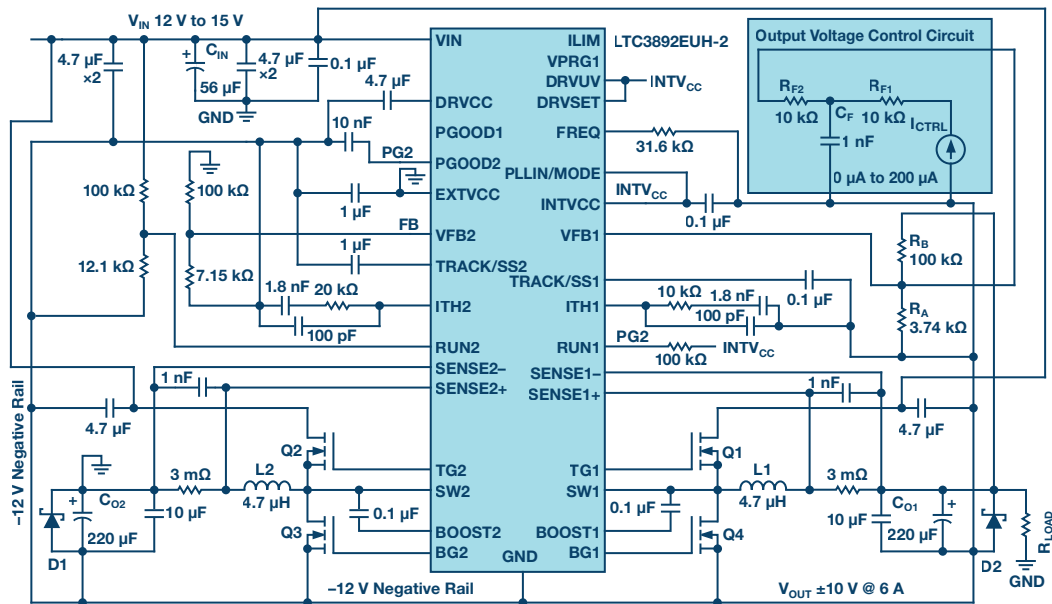 VIN 12 V to 15 V
4.7 µF
×2
CIN
56 µF
4.7 µF
×2
0.1 µF
4.7 µF
GND
10 nF
PG2
1 µF
100 kΩ
100 kΩ
FB
1 µF
12.1 kΩ
7.15 kΩ
1.8 nF
20 kΩ
100 pF
1 nF
4.7 µF
–12 V Negative Rail
Q2
3 mΩ
L2
4.7 µH
CO2
10 µF
220 µF
D1
0.1 µF
Q3
–12 V Negative Rail
VIN
DRVCC
PGOOD1
PGOOD2
EXTVCC
VFB2
TRACK/SS2
ITH2
RUN2
SENSE2–
SENSE2+
TG2
SW2
BOOST2
BG2
GND
ILIM
VPRG1
DRVUV
DRVSET
FREQ
PLLIN/MODE
INTVCC
VFB1
TRACK/SS1
ITH1
RUN1
SENSE1–
SENSE1+
TG1
SW1
BOOST1
BG1
LTC3892EUH-2
INTVCC
31.6 kΩ
INTVCC
0.1 µF
Output Voltage Control Circuit
RF2
10 kΩ
CF
1 nF
RF1
10 kΩ
ICTRL
0 µA to 200 µA
RB
100 kΩ
RA
3.74 kΩ
0.1 µF
10 kΩ
1.8 nF
100 pF
PG2
100 kΩ
INTVCC
1 nF
4.7 µF
Q1
L1
4.7 µH
3 mΩ
0.1 µF
Q4
10 µF
CO1
220 µF
D2
RLOAD
GND
VOUT ±10 V @ 6 A